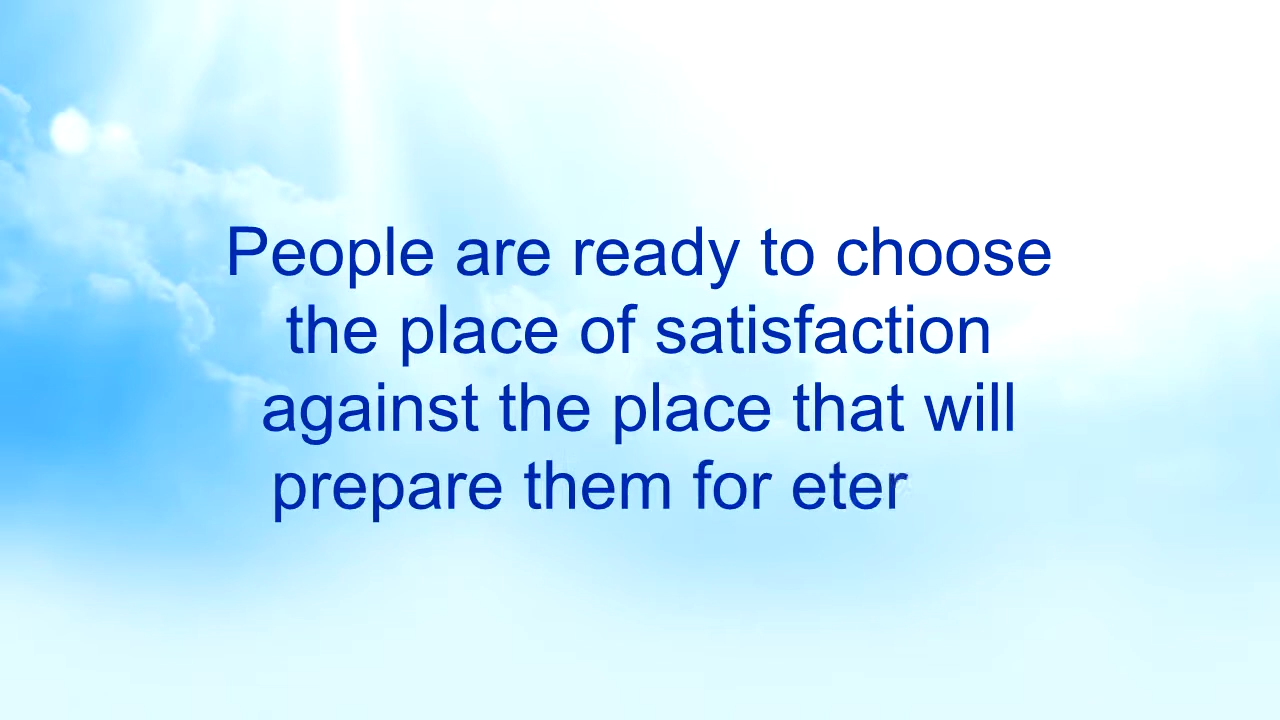 People are ready to choose
the place of satisfaction
against the place that will
prepare them for eter